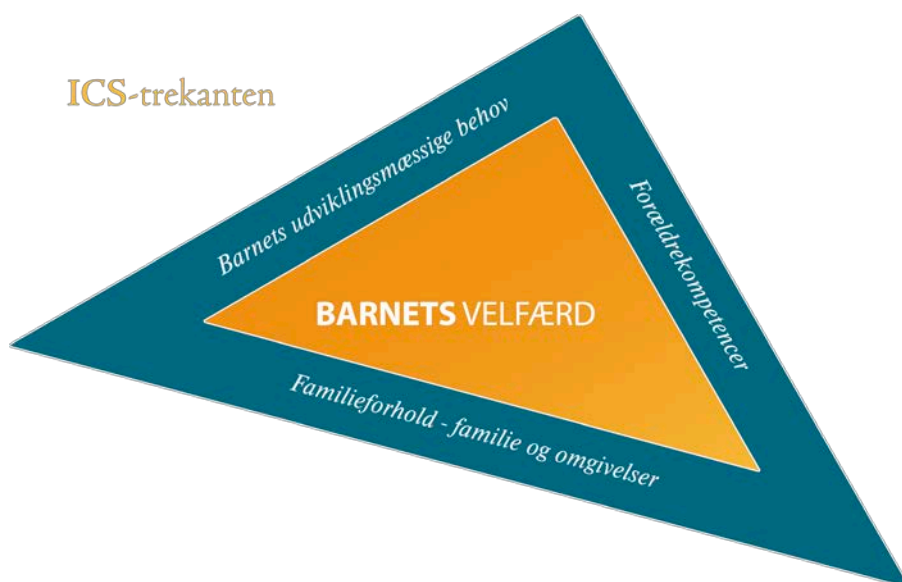 ICS-trekanten
Barnets udviklingsmæssige behov
Forældrekompetencer
BARNETS VELFÆRD
Familieforhold - familie og omgivelser